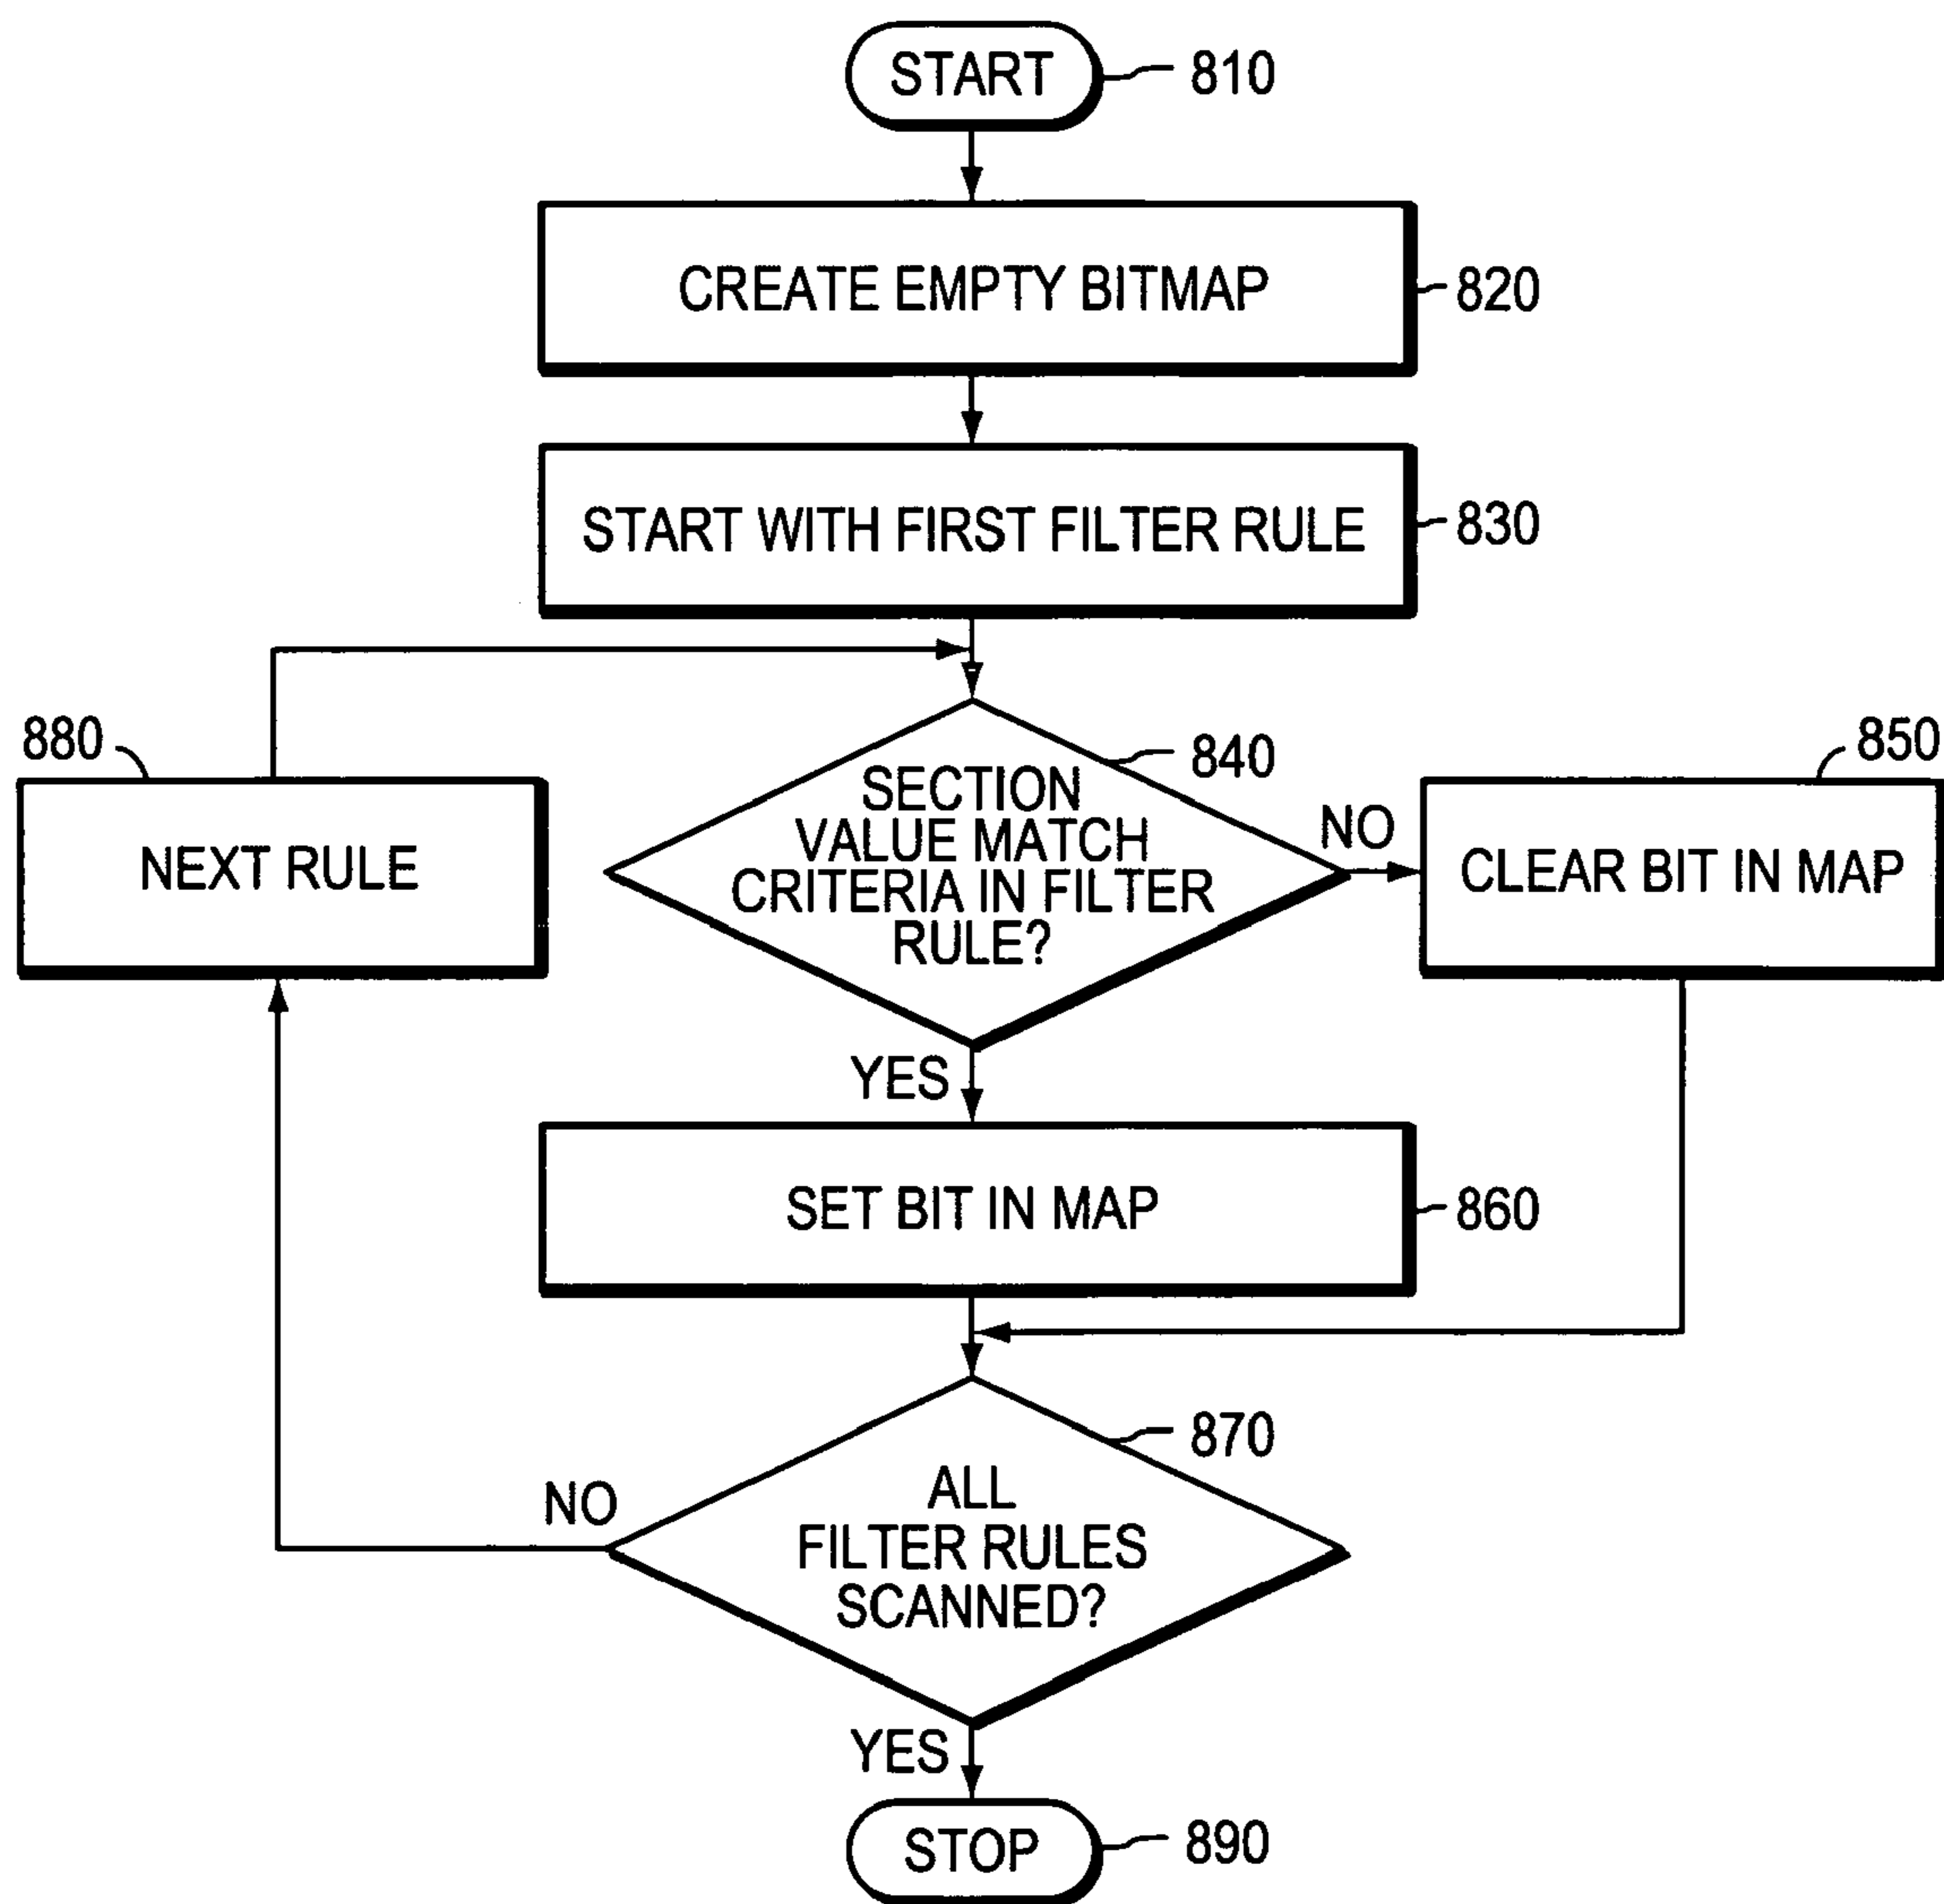 START
810
CREATE EMPTY BITMAP
820
START WITH FIRST FILTER RULE
830
880
NEXT RULE
840
SECTION
VALUE MATCH
CRITERIA IN FILTER
RULE?
NO
850
CLEAR BIT IN MAP
YES
SET BIT IN MAP
860
870
ALL
FILTER RULES
SCANNED?
NO
YES
STOP
890